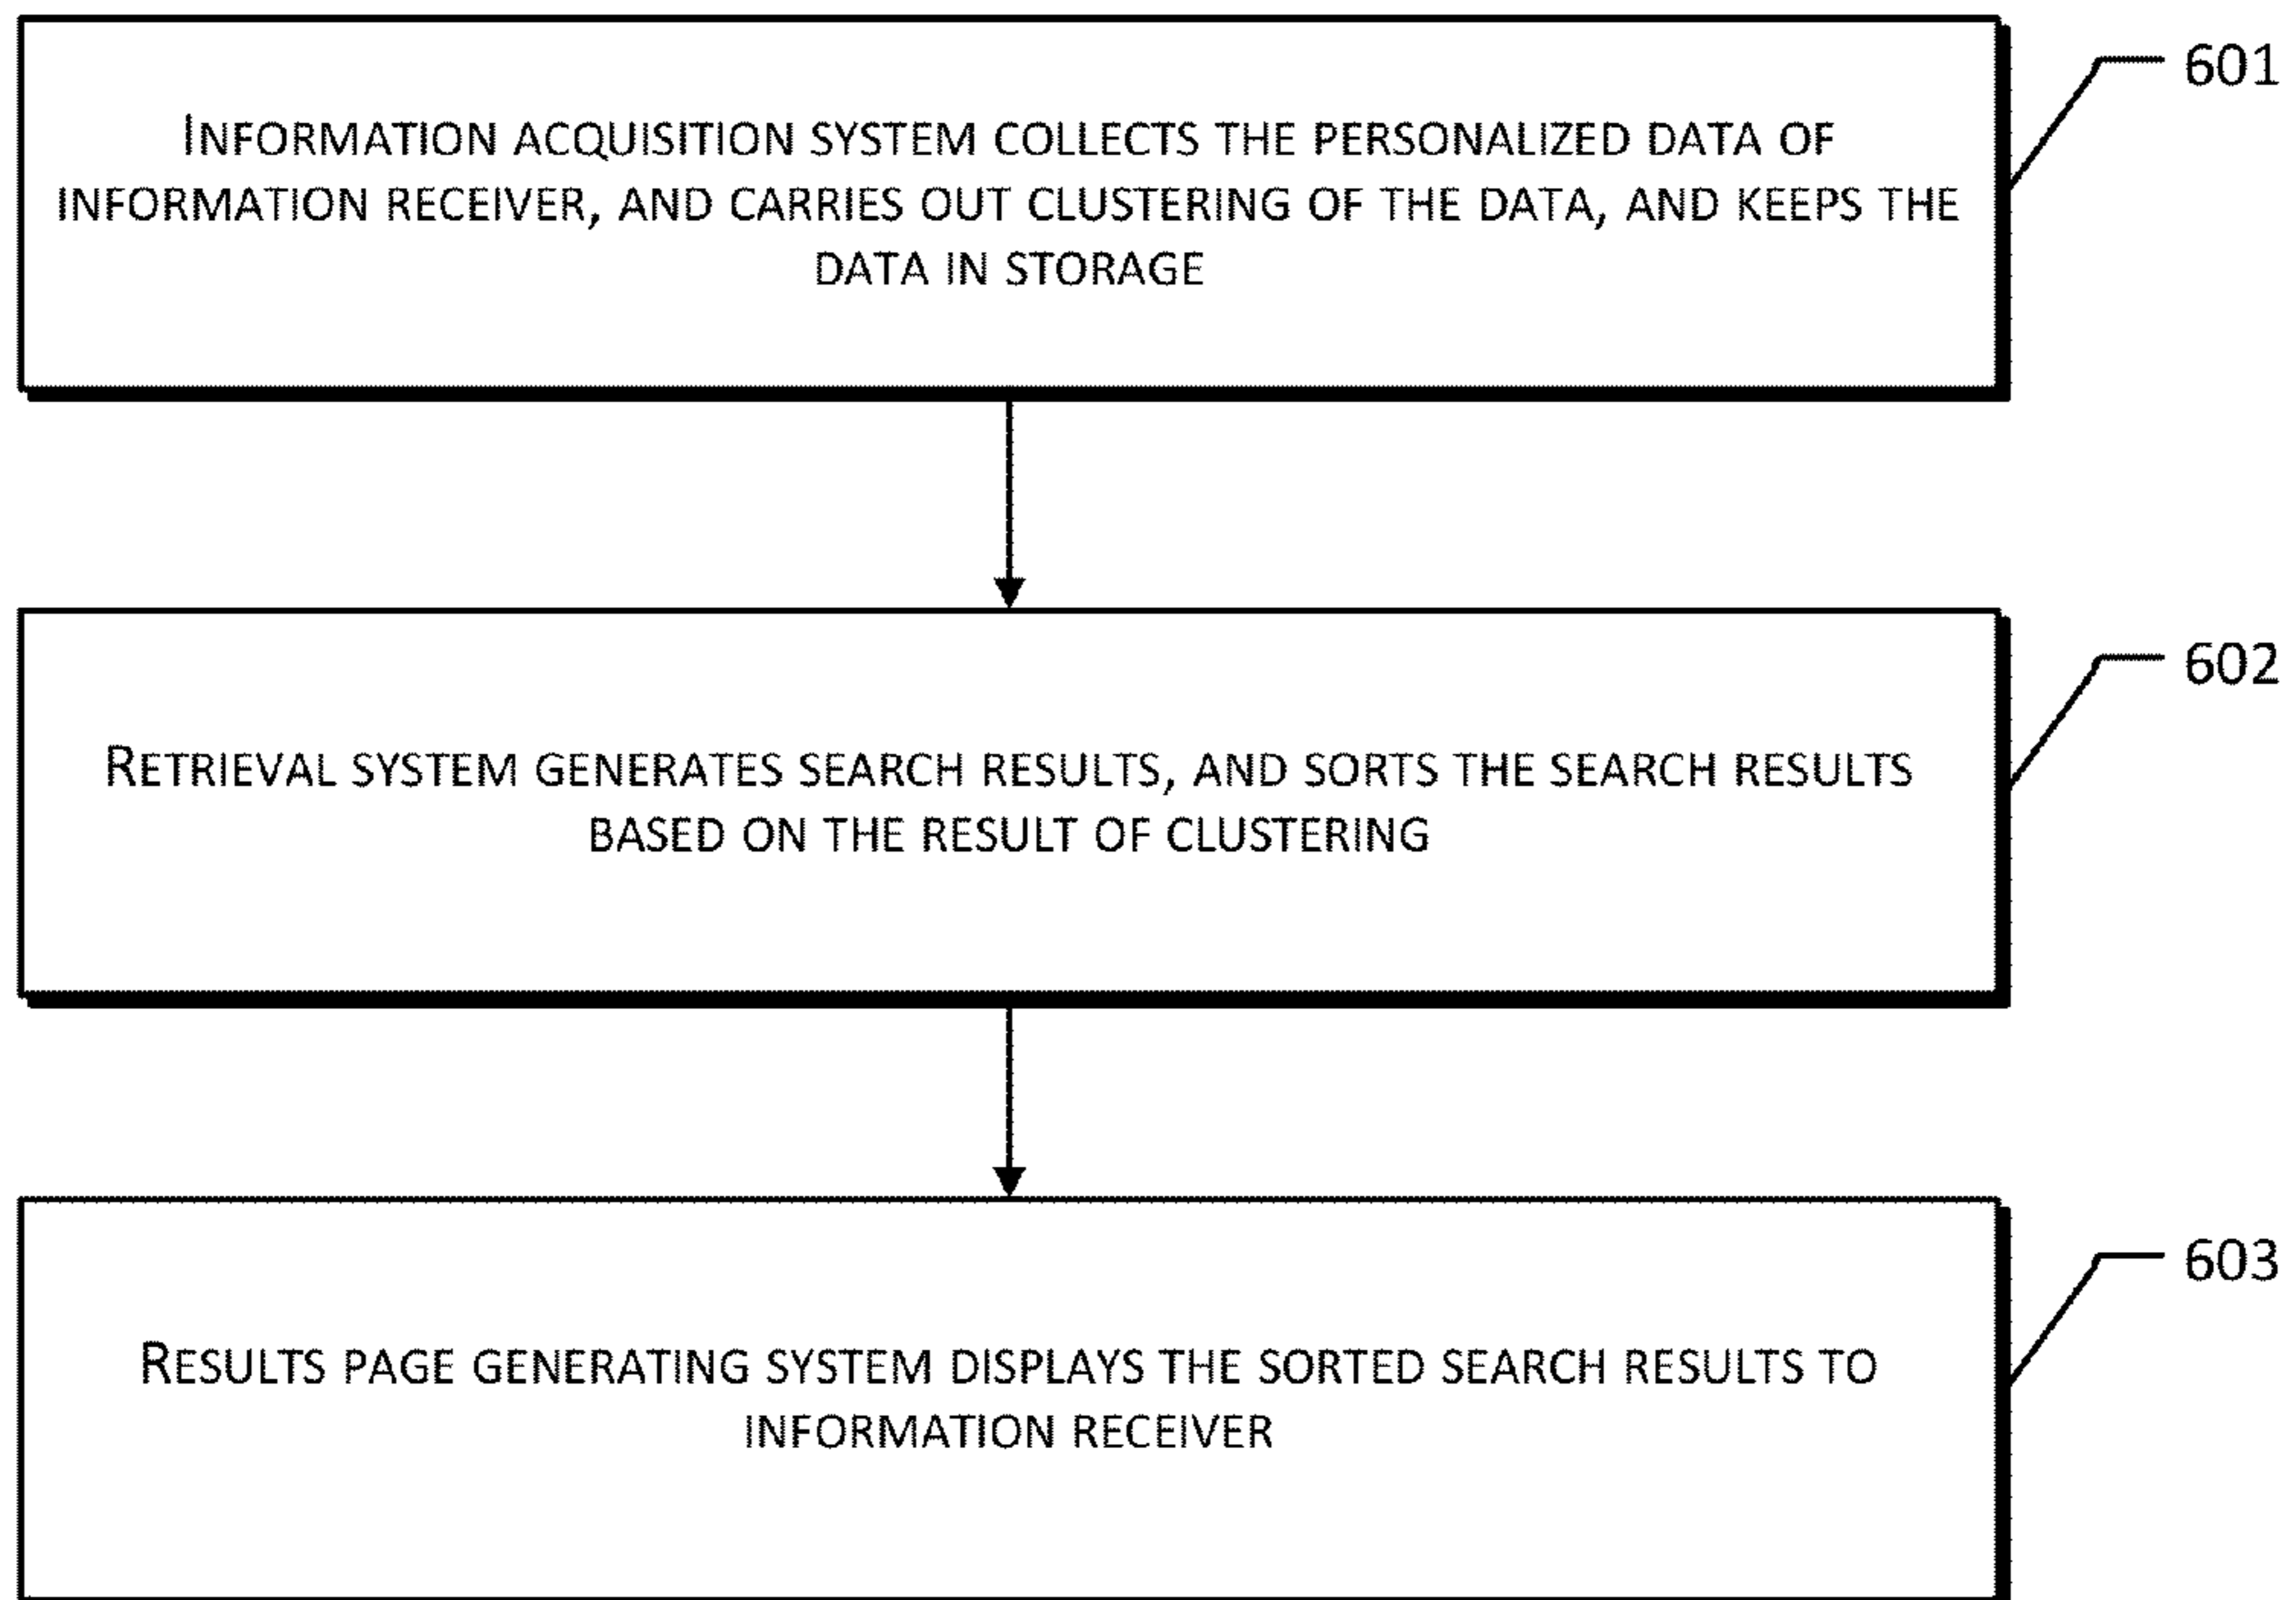 INFORMATION ACQUISITION SYSTEM COLLECTS THE PERSONALIZED DATA OF
INFORMATION RECEIVER, AND CARRIES OUT CLUSTERING OF THE DATA, AND KEEPS THE
DATA IN STORAGE
601
RETRIEVAL SYSTEM GENERATES SEARCH RESULTS, AND SORTS THE SEARCH RESULTS
BASED ON THE RESULT OF CLUSTERING
602
RESULTS PAGE GENERATING SYSTEM DISPLAYS THE SORTED SEARCH RESULTS TO
INFORMATION RECEIVER
603